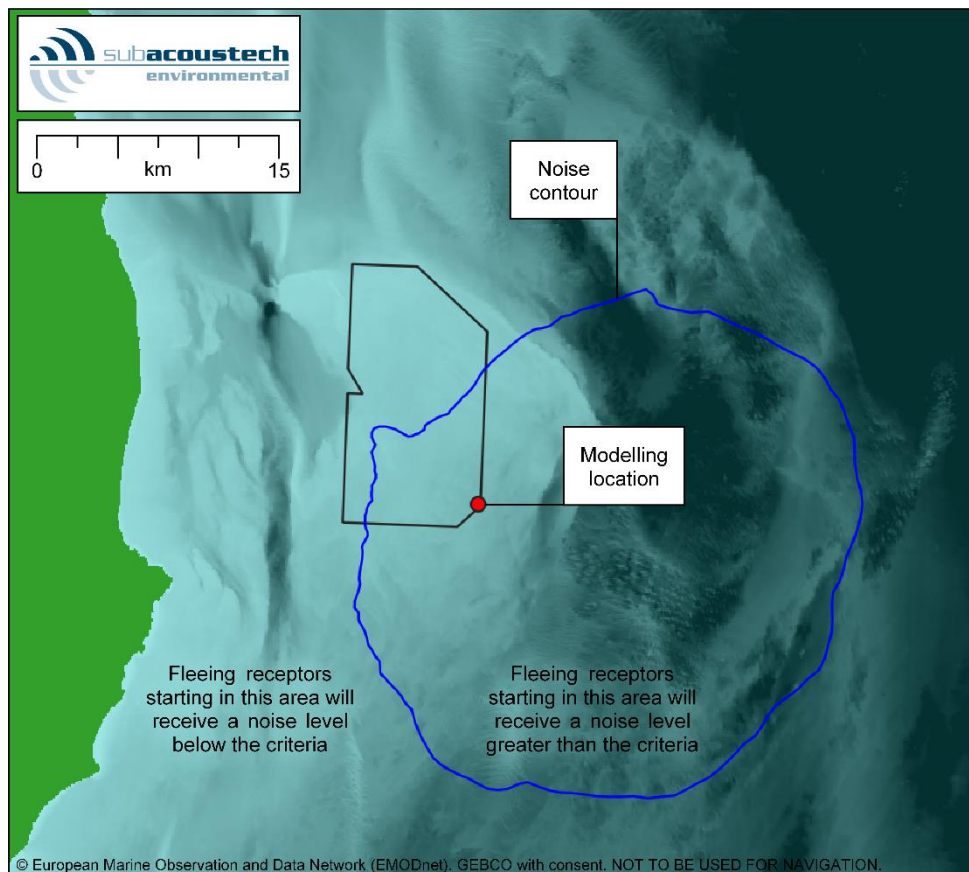 subacoustech
environmental
0 km 15
Noise
contour
Modelling
location
Fleeing receptors
starting in this area will
receive a noise level
below the criteria
Fleeing receptors
starting in this area will
receive a noise level
greater than the criteria
© European Marine Observation and Data Network (EMODnet). GEBCO with consent. NOT TO BE USED FOR NAVIGATION.